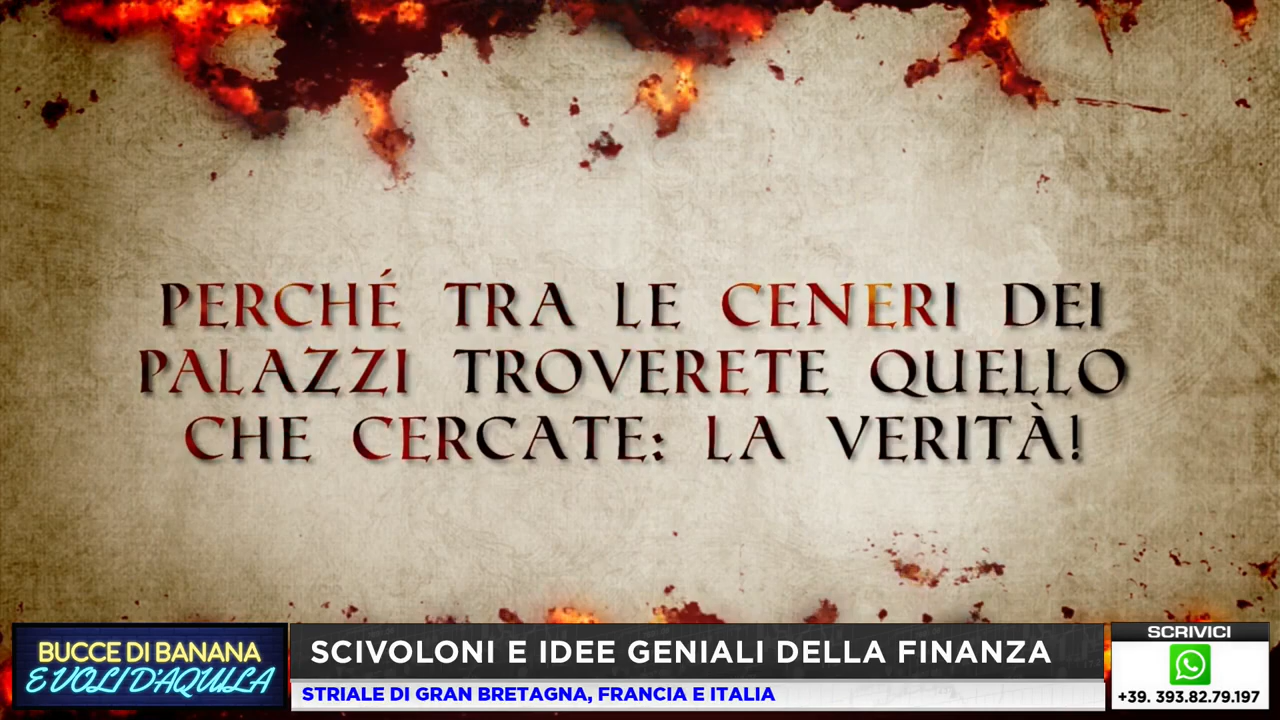 PERCHÉ TRA LE CENERI DEI
PALAZZI TROVERETE QUELLO
CHE CERCATE: LA VERITÀ!
BUCCE DI BANANA
E VOLI D'AQUILA
SCIVOLONI E IDEE GENIALI DELLA FINANZA
STRIALE DI GRAN BRETAGNA, FRANCIA E ITALIA
SCRIVICI
+39. 393.82.79.197